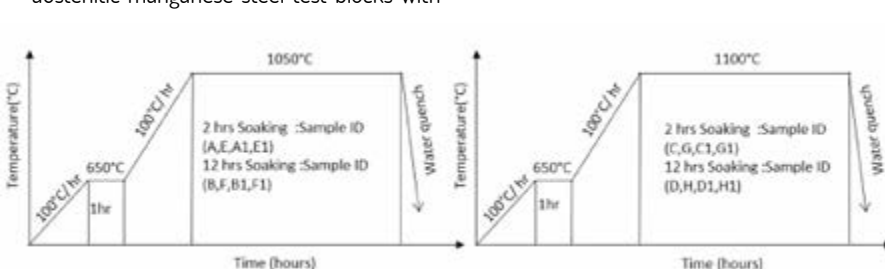 austenitic manganese steel test blocks with
1050°C
Temperature(°C)
100°C/ hr
650°C
1hr
100°C/ hr
2 hrs Soaking :Sample ID
(A,E,A1,E1)
12 hrs Soaking :Sample ID
(B,F,B1,F1)
Water quench
Time (hours)
1100°C
Temperature(°C)
100°C/ hr
650°C
1hr
100°C/ hr
2 hrs Soaking :Sample ID
(C,G,C1,G1)
12 hrs Soaking :Sample ID
(D,H,D1,H1)
Water quench
Time (hours)